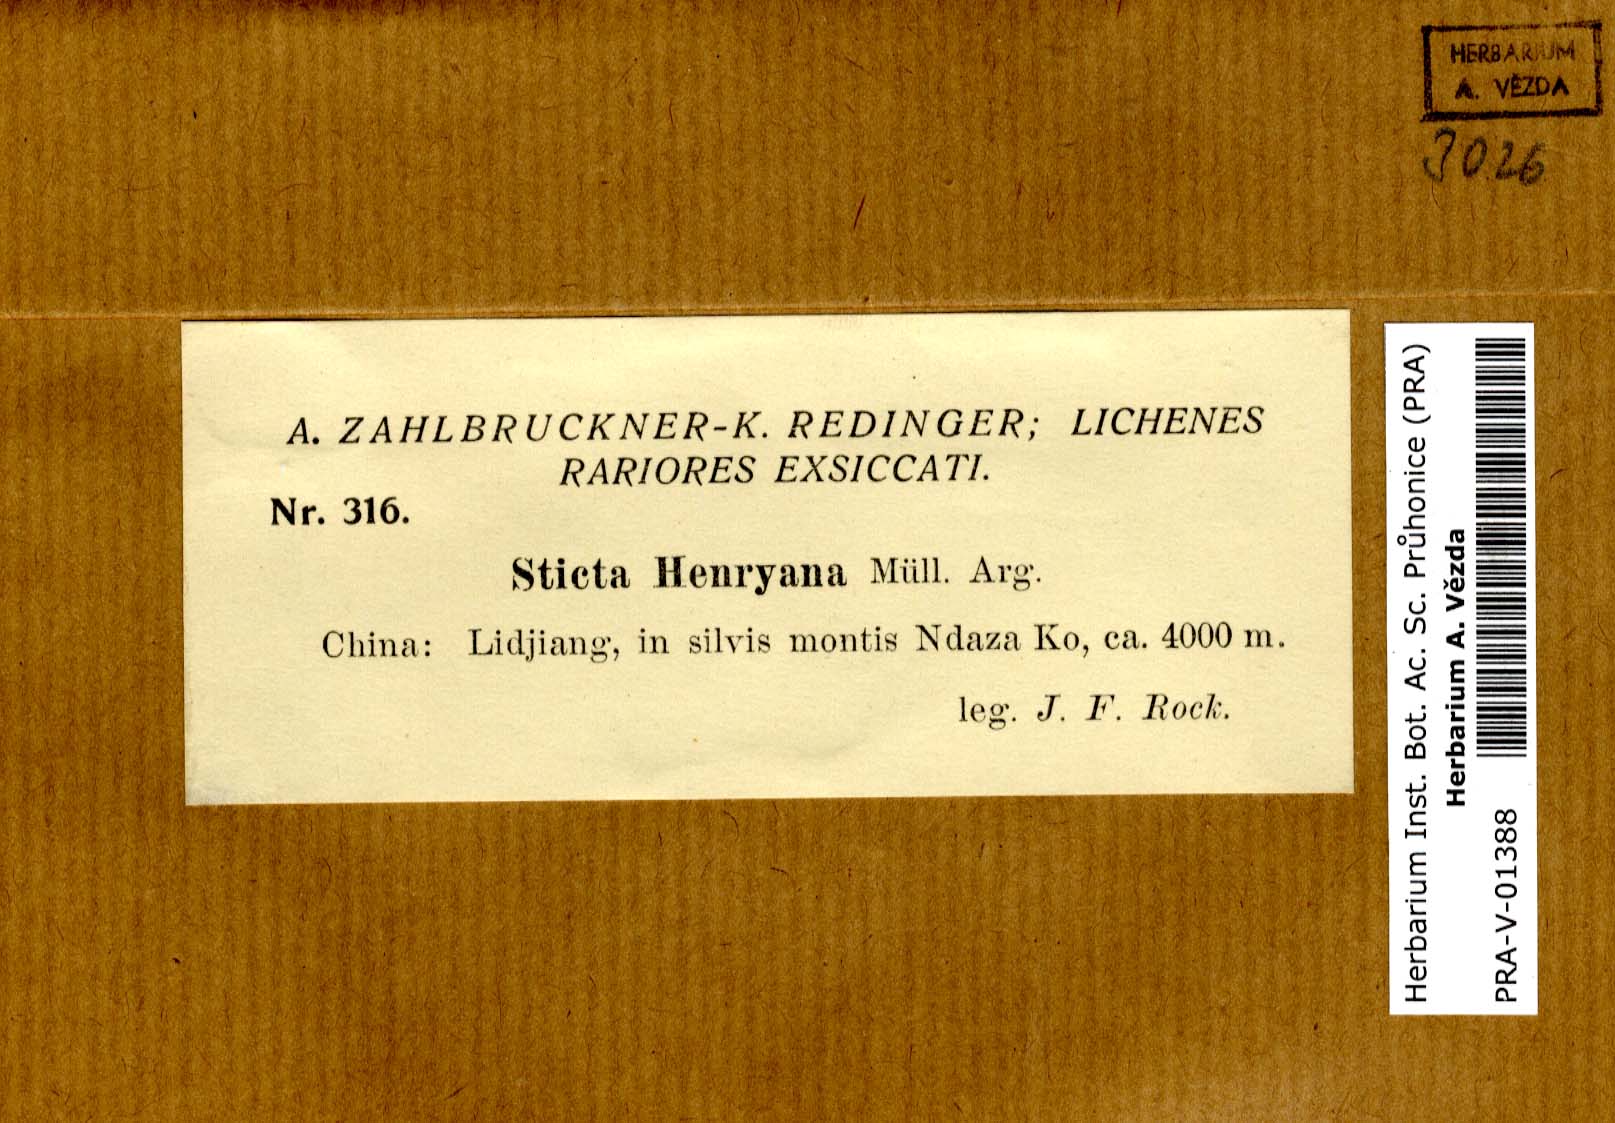 HERBARIUM
A. VĚZDA
3026
A. ZAHLBRUCKNER-K. REDINGER; LICHENES
RARIORES EXSICCATI.
Nr. 316.
Sticta Henryana Müll. Arg.
China: Lidjiang, in silvis montis Ndaza Ko, ca. 4000 m.
leg. J. F. Rock.
Herbarium Inst. Bot. Ac. Sc. Průhonice (PRA)
Herbarium A. Vězda
PRA-V-01388